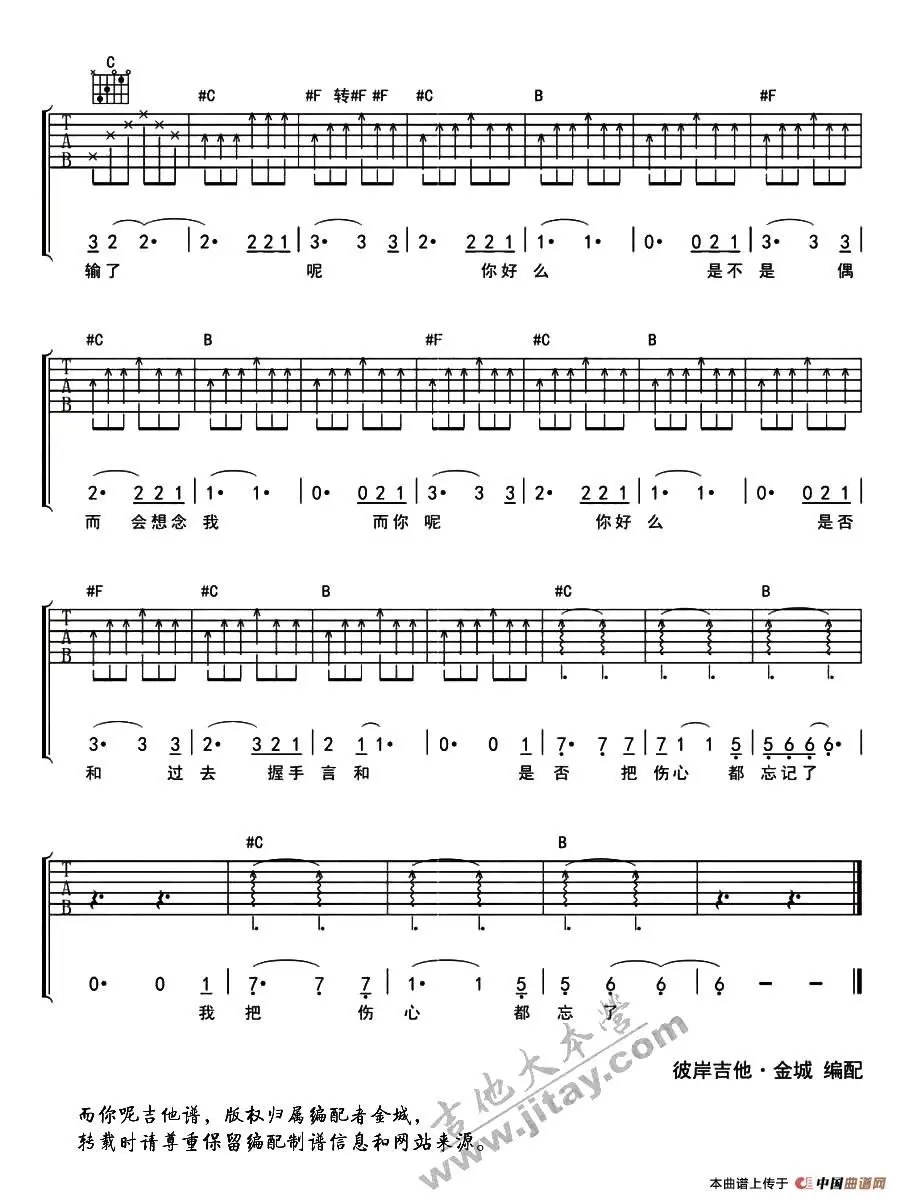 C
#C #F 转#F #F #C B #F
T A B
3 2 2· 2· 2 2 1 3· 3 3 2· 2 2 1 1· 1· 0· 0 2 1 3· 3 3
输了 呢 你好么 是不是偶
#C B #F #C B
T A B
2· 2 2 1 1· 1· 0· 0 2 1 3· 3 3 2· 2 2 1 1· 1· 0· 0 2 1
而 会想念我 而你呢 你好么 是否
#F #C B #C B
T A B
3· 3 3 2· 3 2 1 2 1 1· 0· 0 1 7· 7 7 7 1 1 5 5 6 6 6·
和 过去 握手言和 是否 把伤心 都忘记了
#C B
T A B
0· 0 1 7· 7 7 1· 1 5 5 6 6 6 — —
我把 伤心 都忘了
吉他大本营
www.jitay.com
彼岸吉他·金城 编配
而你呢吉他谱，版权归属编配者金城，
转载时请尊重保留编配制谱信息和网站来源。
本曲谱上传于 中国曲谱网